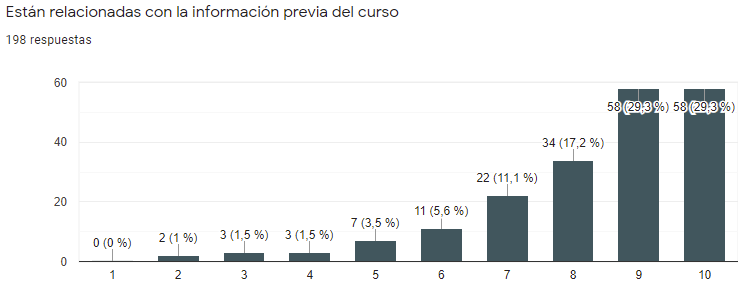 Están relacionadas con la información previa del curso
198 respuestas
60
40
20
0
0 (0 %)
2 (1 %)
3 (1,5 %)
3 (1,5 %)
7 (3,5 %)
11 (5,6 %)
22 (11,1 %)
34 (17,2 %)
58 (29,3 %)
58 (29,3 %)
1 2 3 4 5 6 7 8 9 10